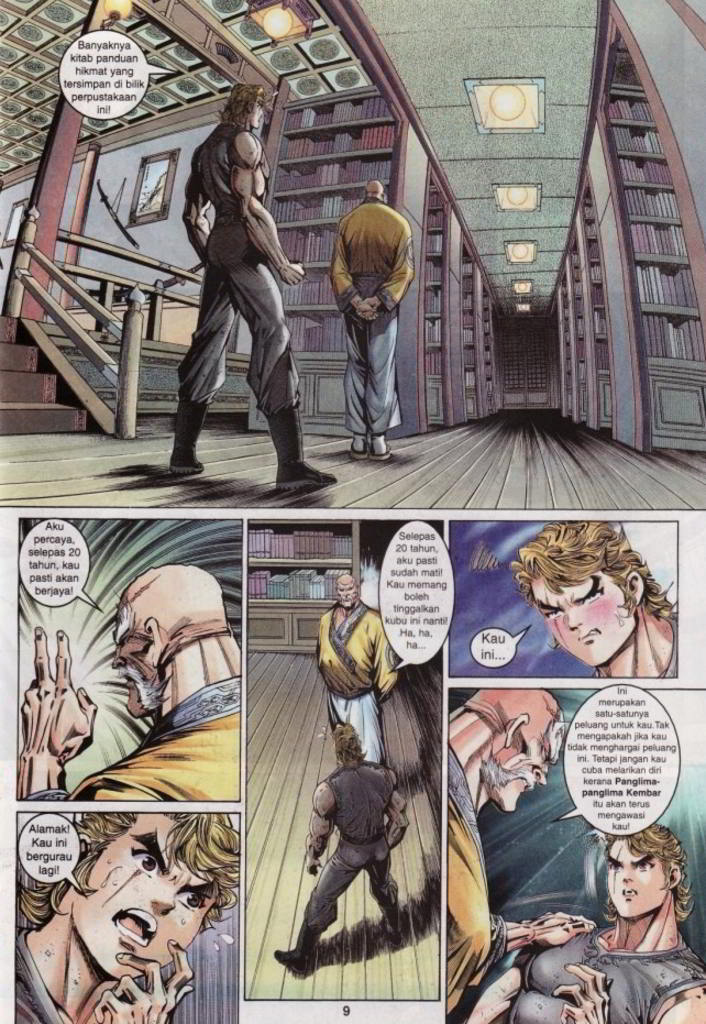 Banyaknya
kitab panduan
hikmat yang
tersimpan di bilik
perpustakaan
ini!
Aku
percaya,
selepas 20
tahun, kau
pasti akan
berjaya!
Alamak!
Kau ini
bergurau
lagi!
Selepas
20 tahun,
aku pasti
sudah mati!
Kau memang
boleh
tinggalkan
kubu ini nanti!
Ha, ha,
ha...
Kau
ini...
Ini
merupakan
satu-satunya
peluang untuk kau.Tak
mengapakah jika kau
tidak menghargai peluang
ini. Tetapi jangan kau
cuba melarikan diri
kerana Panglima-
panglima Kembar
itu akan terus
mengawasi
kau!
9